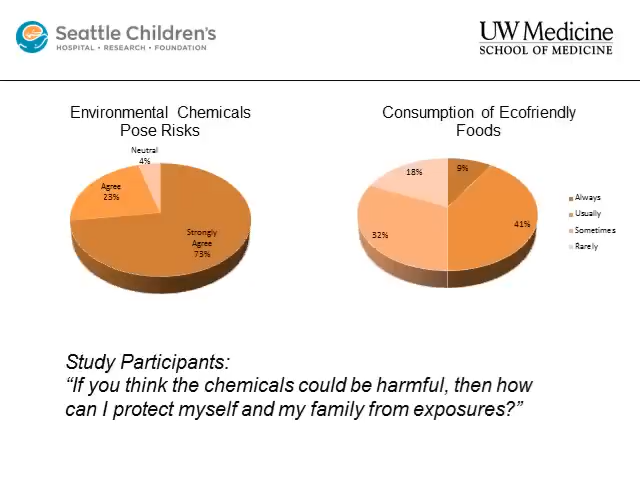 Seattle Children's
HOSPITAL • RESEARCH • FOUNDATION
UW Medicine
SCHOOL OF MEDICINE
Environmental Chemicals
Pose Risks
Neutral
4%
Agree
23%
Strongly
Agree
73%
Consumption of Ecofriendly
Foods
9%
18%
41%
32%
Always
Usually
Sometimes
Rarely
Study Participants:
“If you think the chemicals could be harmful, then how
can I protect myself and my family from exposures?”